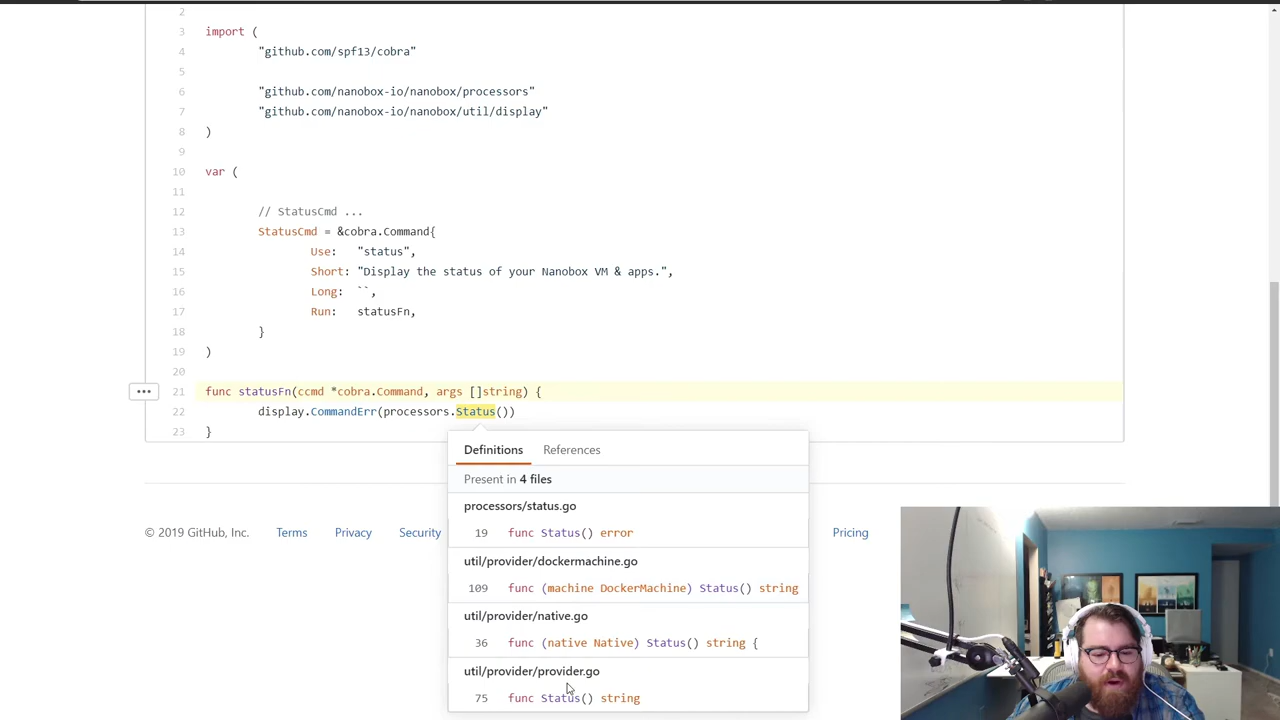 2
3 import (
4 "github.com/spf13/cobra"
5
6 "github.com/nanobox-io/nanobox/processors"
7 "github.com/nanobox-io/nanobox/util/display"
8 )
9
10 var (
11
12 // StatusCmd ...
13 StatusCmd = &cobra.Command{
14 Use: "status",
15 Short: "Display the status of your Nanobox VM & apps.",
16 Long: ``,
17 Run: statusFn,
18 }
19 )
20
21 func statusFn(ccmd *cobra.Command, args []string) {
22 display.CommandErr(processors.Status())
23 }
Definitions References
Present in 4 files
processors/status.go
19 func Status() error
util/provider/dockermachine.go
109 func (machine DockerMachine) Status() string
util/provider/native.go
36 func (native Native) Status() string {
util/provider/provider.go
75 func Status() string
© 2019 GitHub, Inc. Terms Privacy Security Pricing